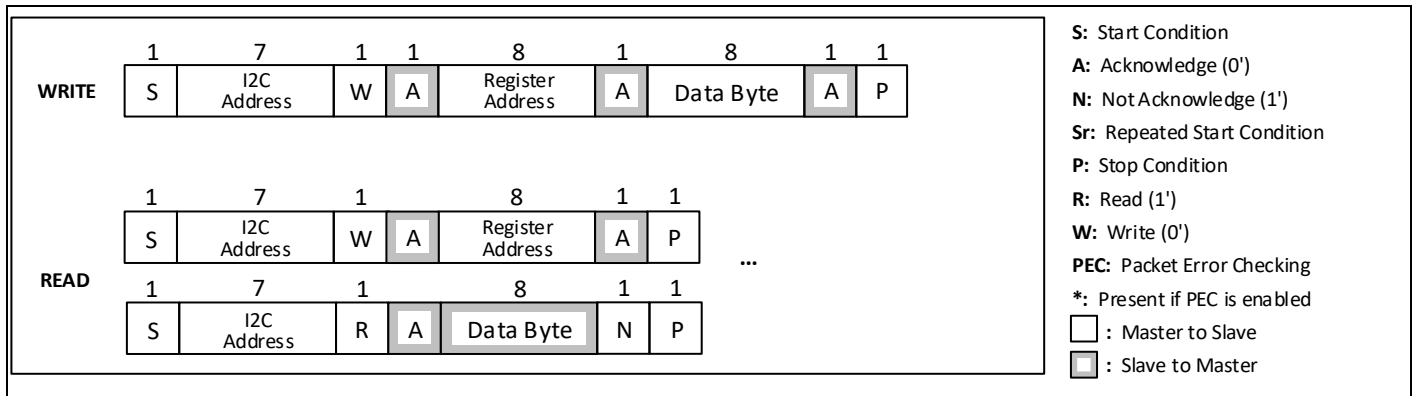 1 7 1 1 8 1 8 1 1
WRITE S I2C Address W A Register Address A Data Byte A P
1 7 1 8 1 1
S I2C Address W A Register Address A P ...
READ
1 7 1 8 1 1
S I2C Address R A Data Byte N P
S: Start Condition
A: Acknowledge (0')
N: Not Acknowledge (1')
Sr: Repeated Start Condition
P: Stop Condition
R: Read (1')
W: Write (0')
PEC: Packet Error Checking
*: Present if PEC is enabled
: Master to Slave
: Slave to Master